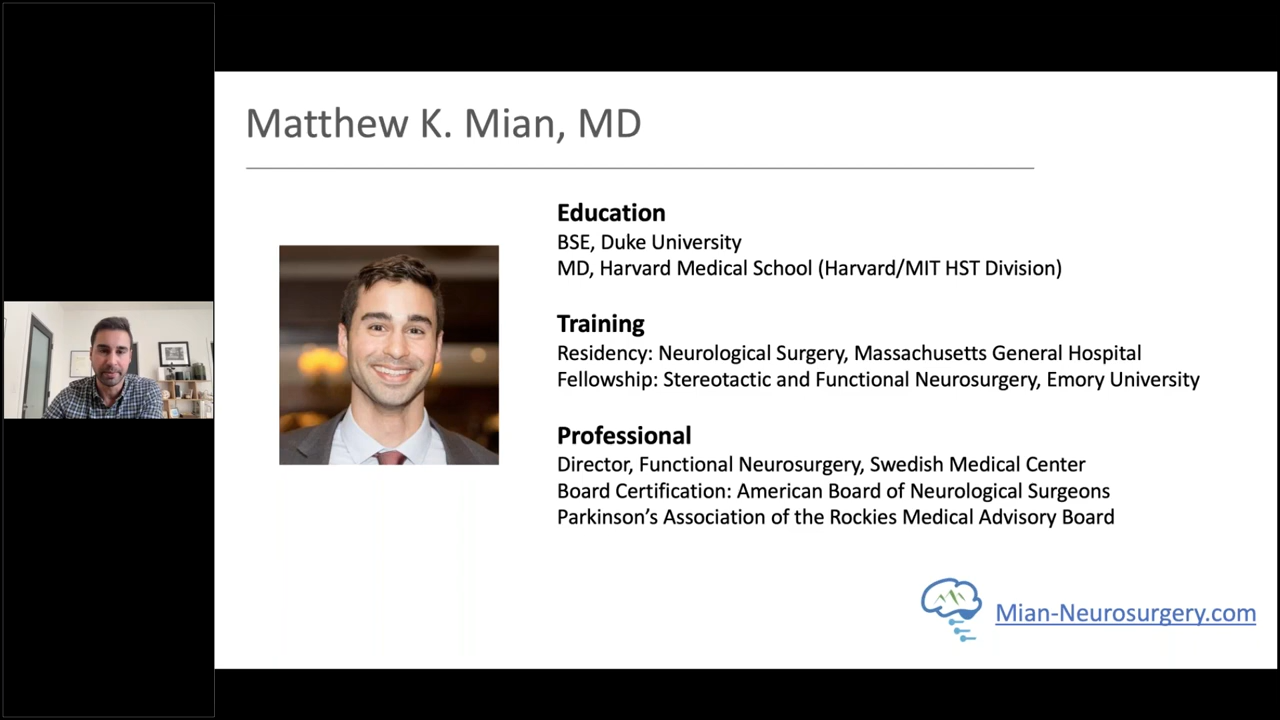 Matthew K. Mian, MD
Education
BSE, Duke University
MD, Harvard Medical School (Harvard/MIT HST Division)
Training
Residency: Neurological Surgery, Massachusetts General Hospital
Fellowship: Stereotactic and Functional Neurosurgery, Emory University
Professional
Director, Functional Neurosurgery, Swedish Medical Center
Board Certification: American Board of Neurological Surgeons
Parkinson’s Association of the Rockies Medical Advisory Board
Mian-Neurosurgery.com